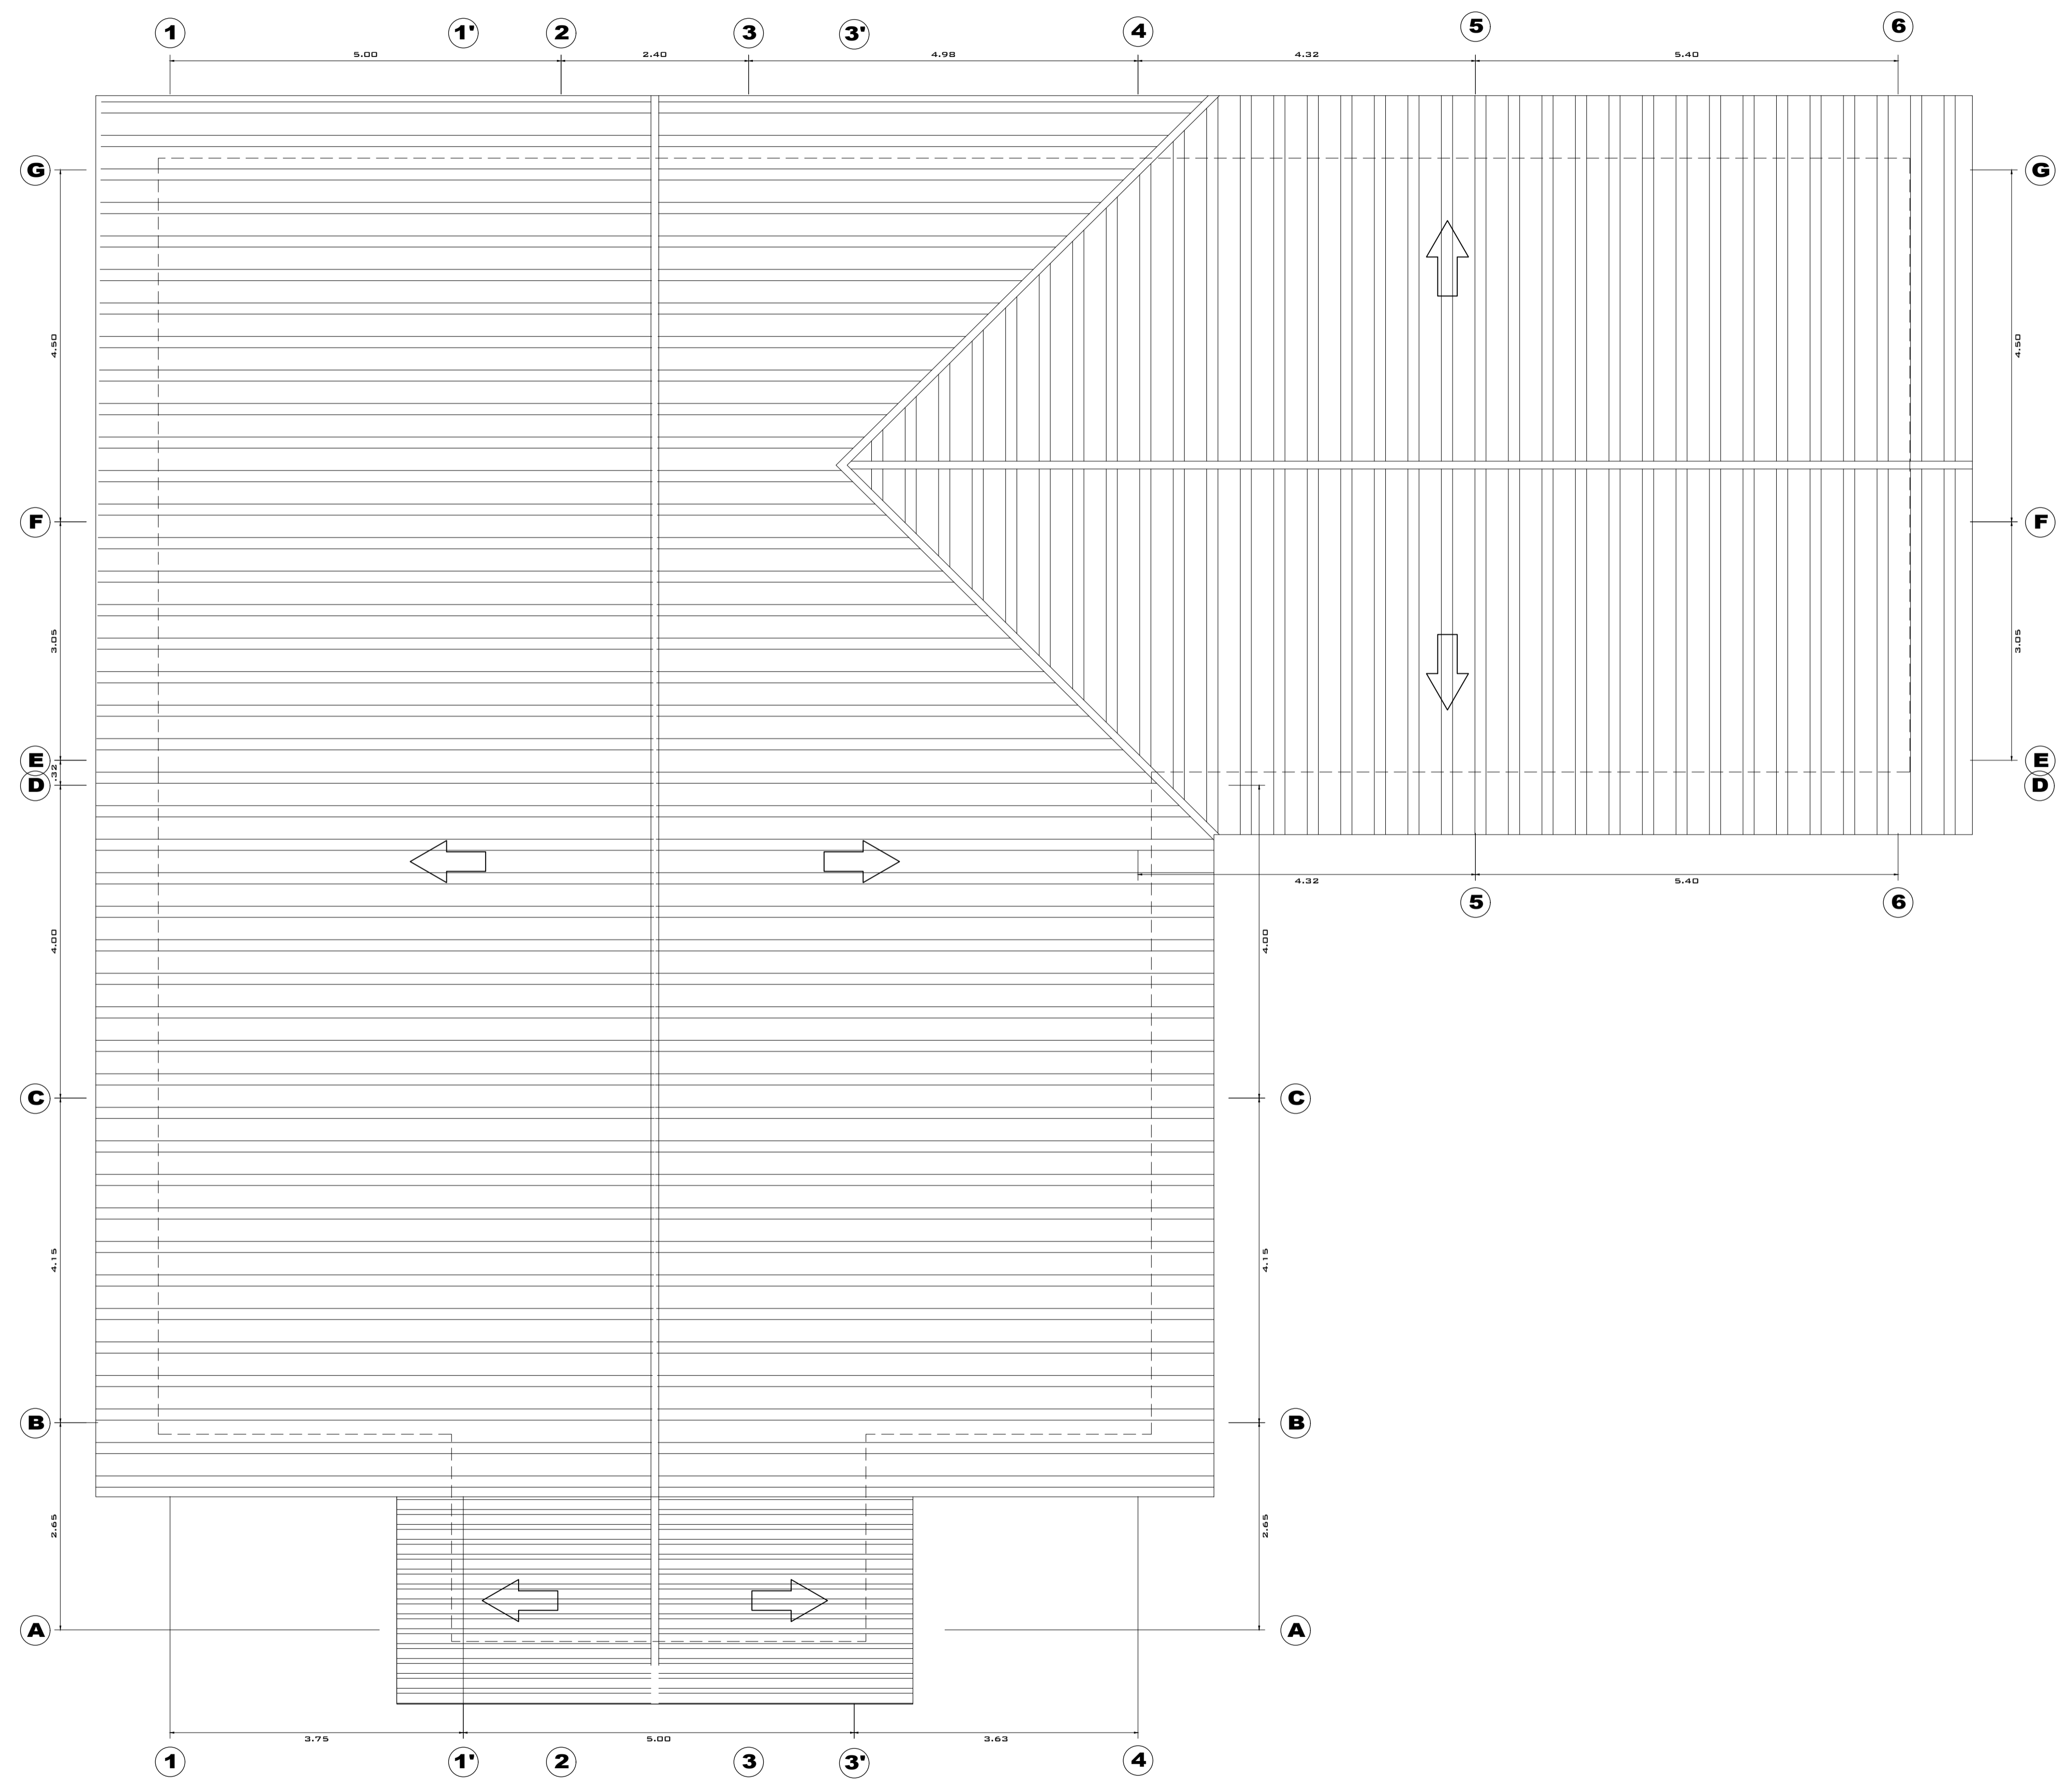 1 1' 2 3 3' 4 5 6
5.00 2.40 4.98 4.32 5.40
G G
4.50 4.50
F F
3.05 3.05
E E
.32
D D
4.32 5.40
5 6
4.00 4.00
C C
4.15 4.15
B B
2.65 2.65
A A
3.75 5.00 3.63
1 1' 2 3 3' 4